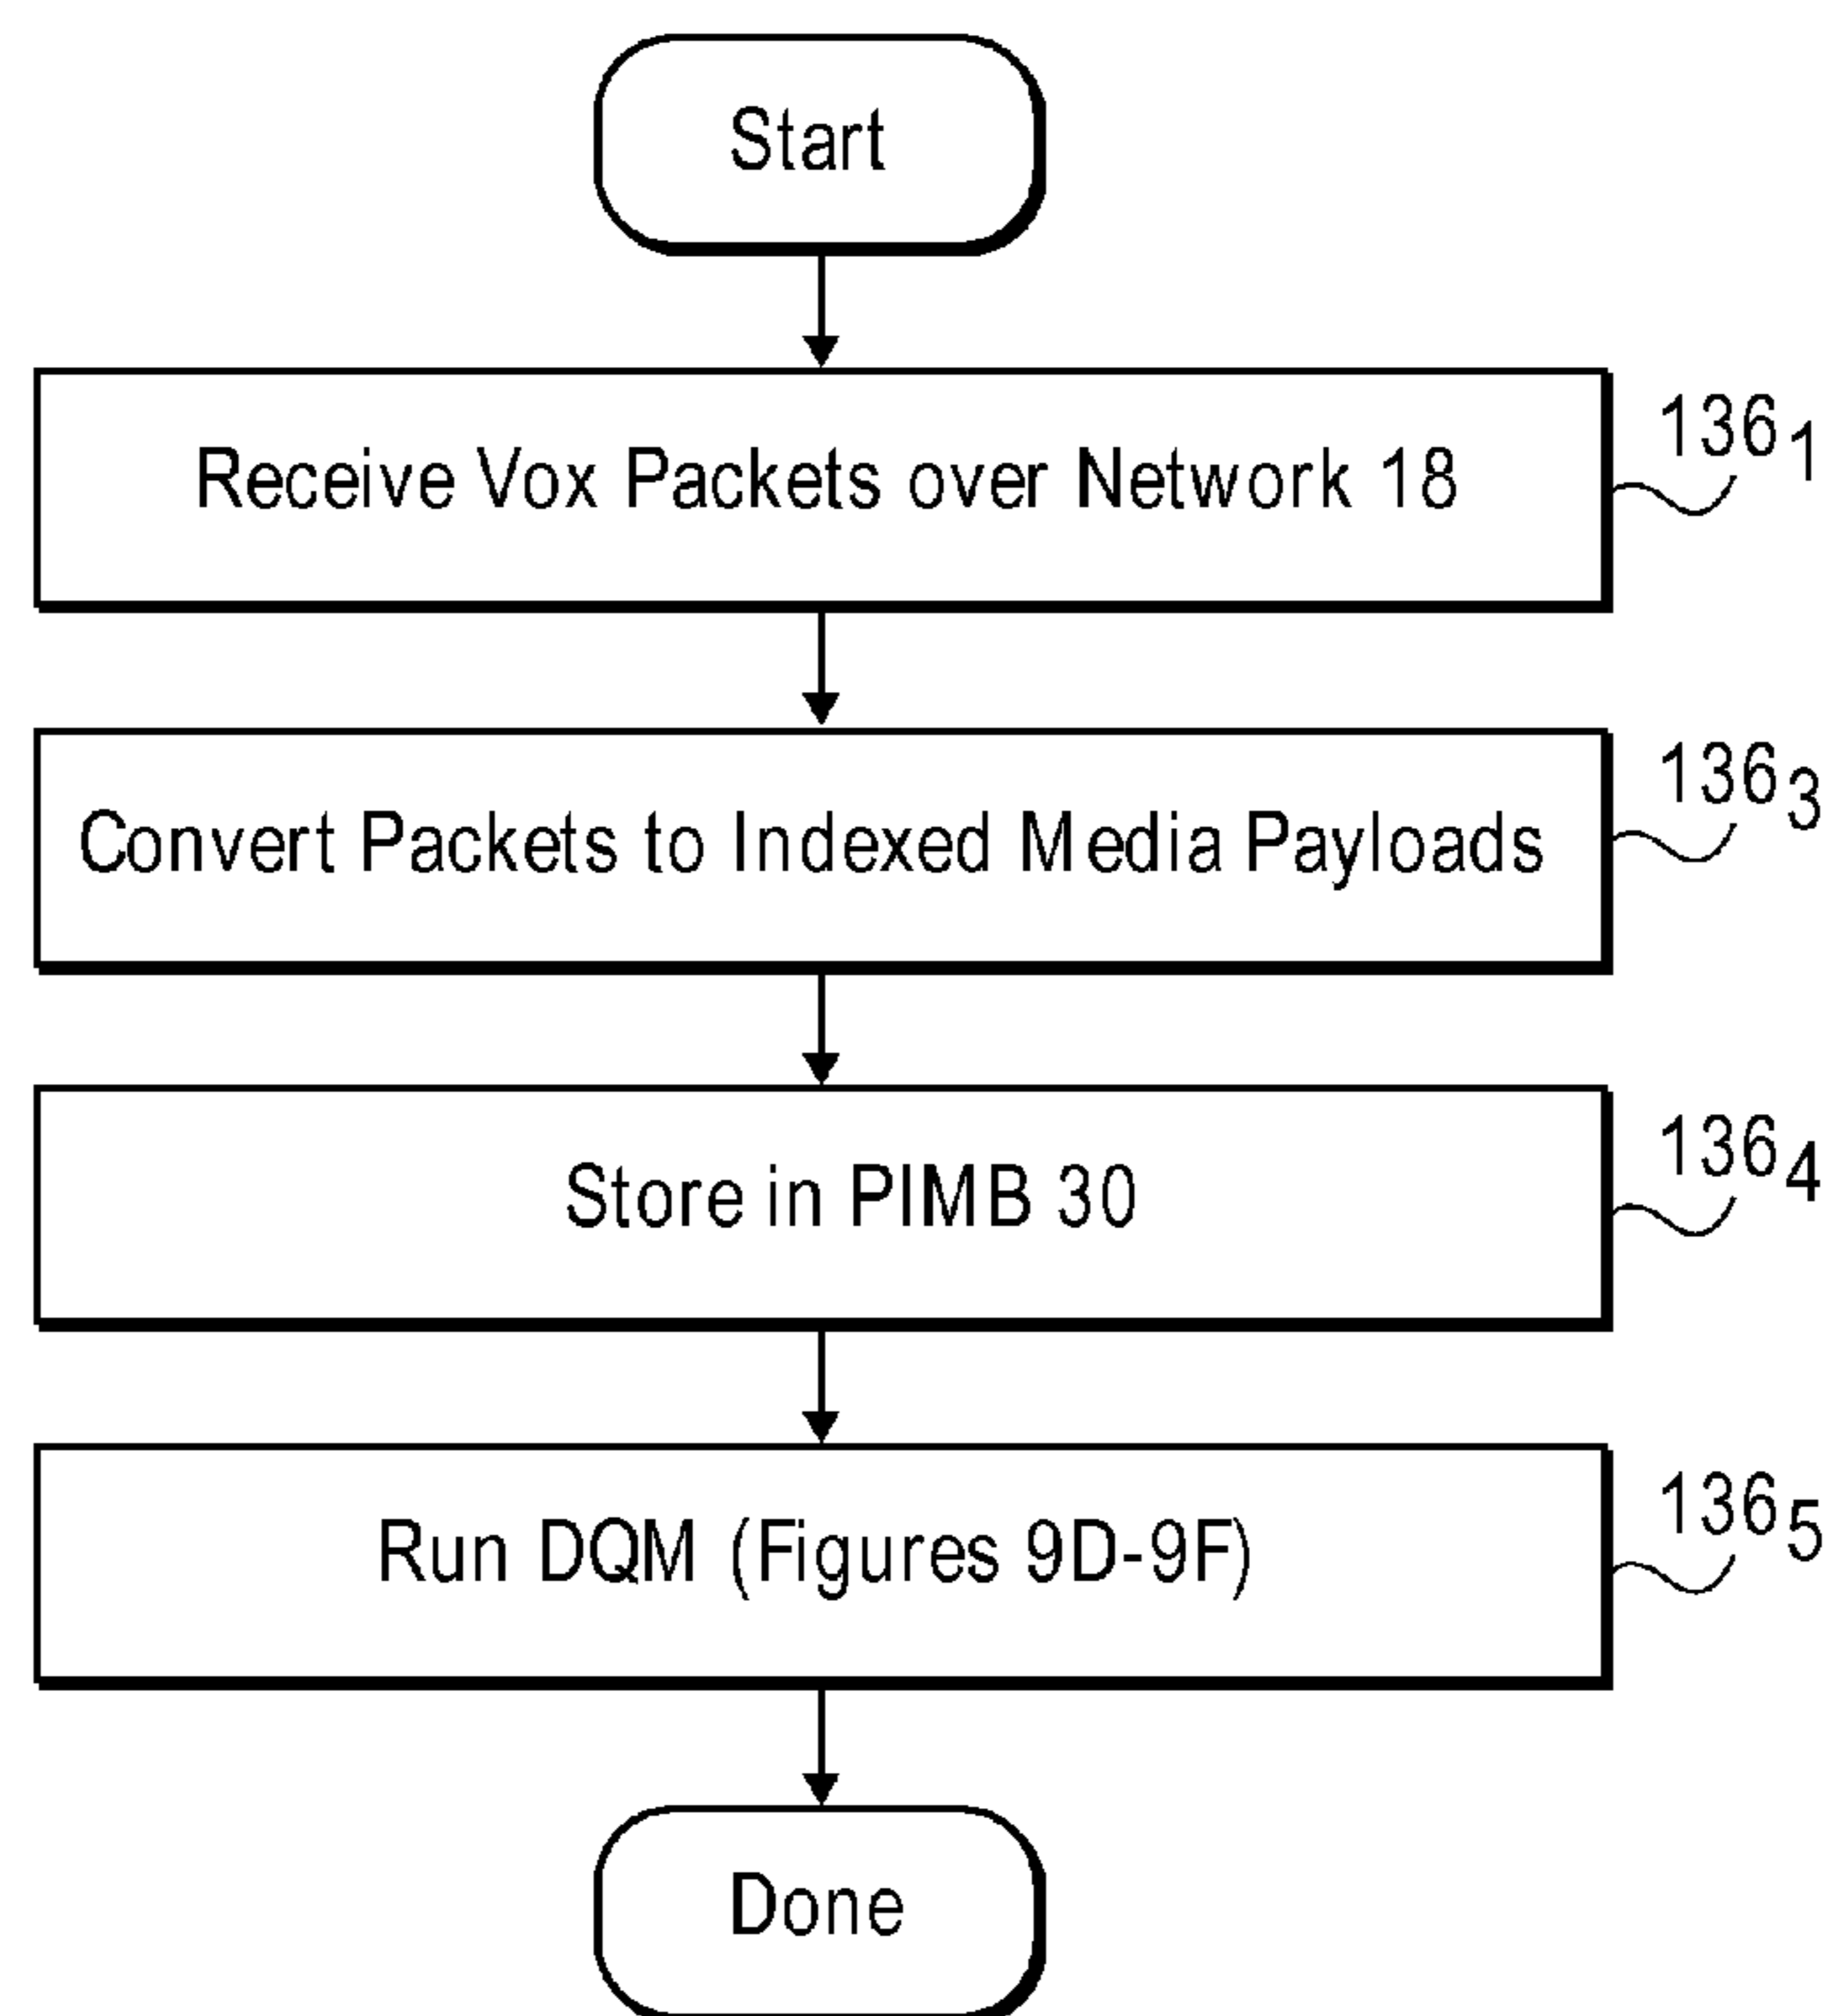 Start
Receive Vox Packets over Network 18
136₁
Convert Packets to Indexed Media Payloads
136₃
Store in PIMB 30
136₄
Run DQM (Figures 9D-9F)
136₅
Done